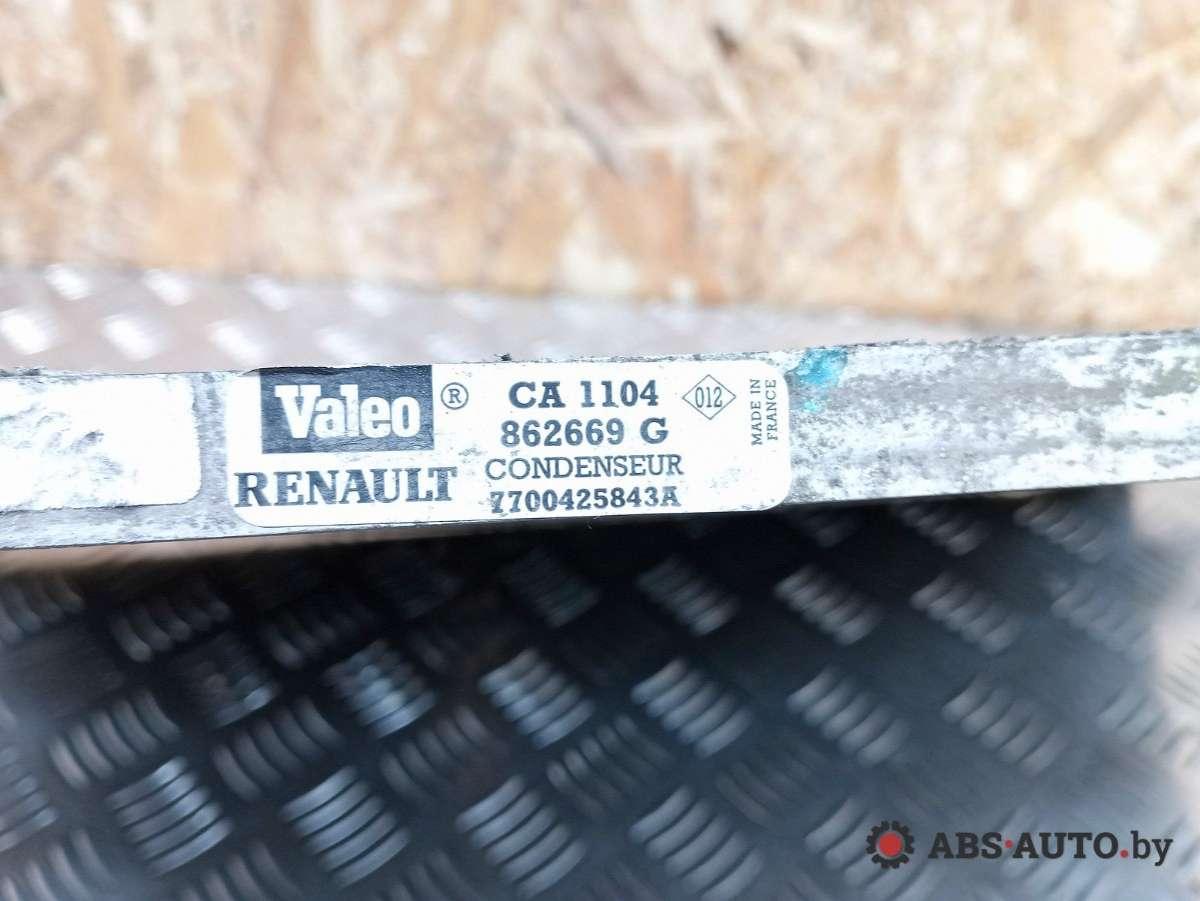 Valeo ® CA 1104 012
862669 G
RENAULT CONDENSEUR
7700425843A
MADE IN
FRANCE
ABS·AUTO.by